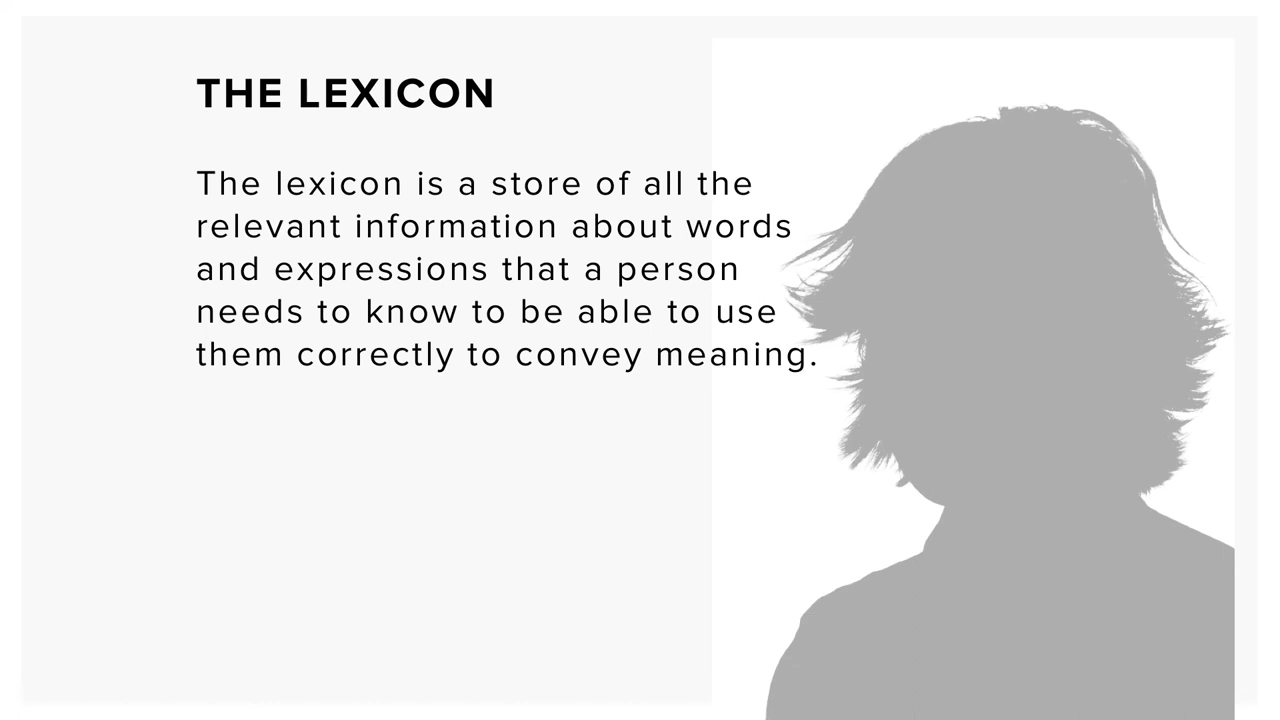 THE LEXICON
The lexicon is a store of all the
relevant information about words
and expressions that a person
needs to know to be able to use
them correctly to convey meaning.